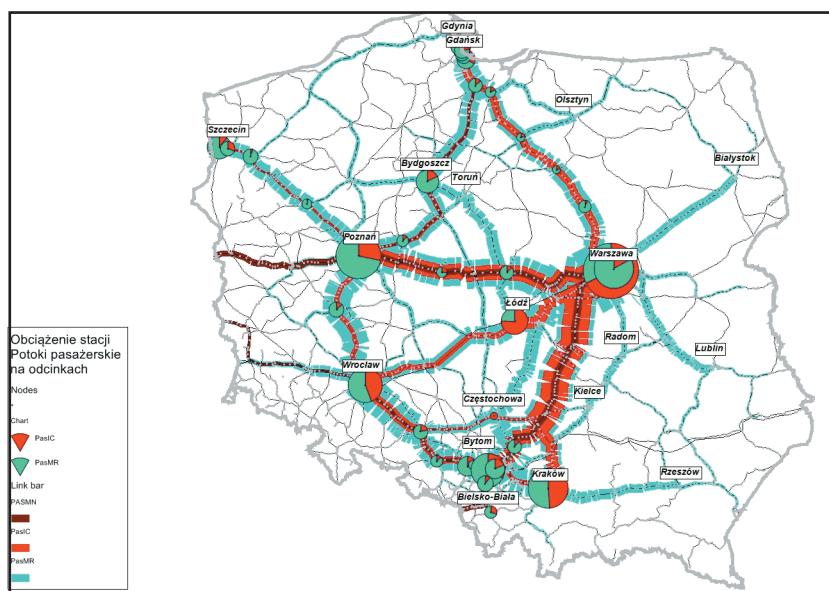 Gdynia
Gdańsk
Olsztyn
Szczecin
Białystok
Bydgoszcz
Toruń
Poznań
Warszawa
Łódź
Radom
Lublin
Wrocław
Kielce
Częstochowa
Bytom
Kraków
Rzeszów
Bielsko-Biała
Obciążenie stacji
Potoki pasażerskie
na odcinkach
Nodes
Chart
PasIC
PasMR
Link bar
PASMN
PasIC
PasMR